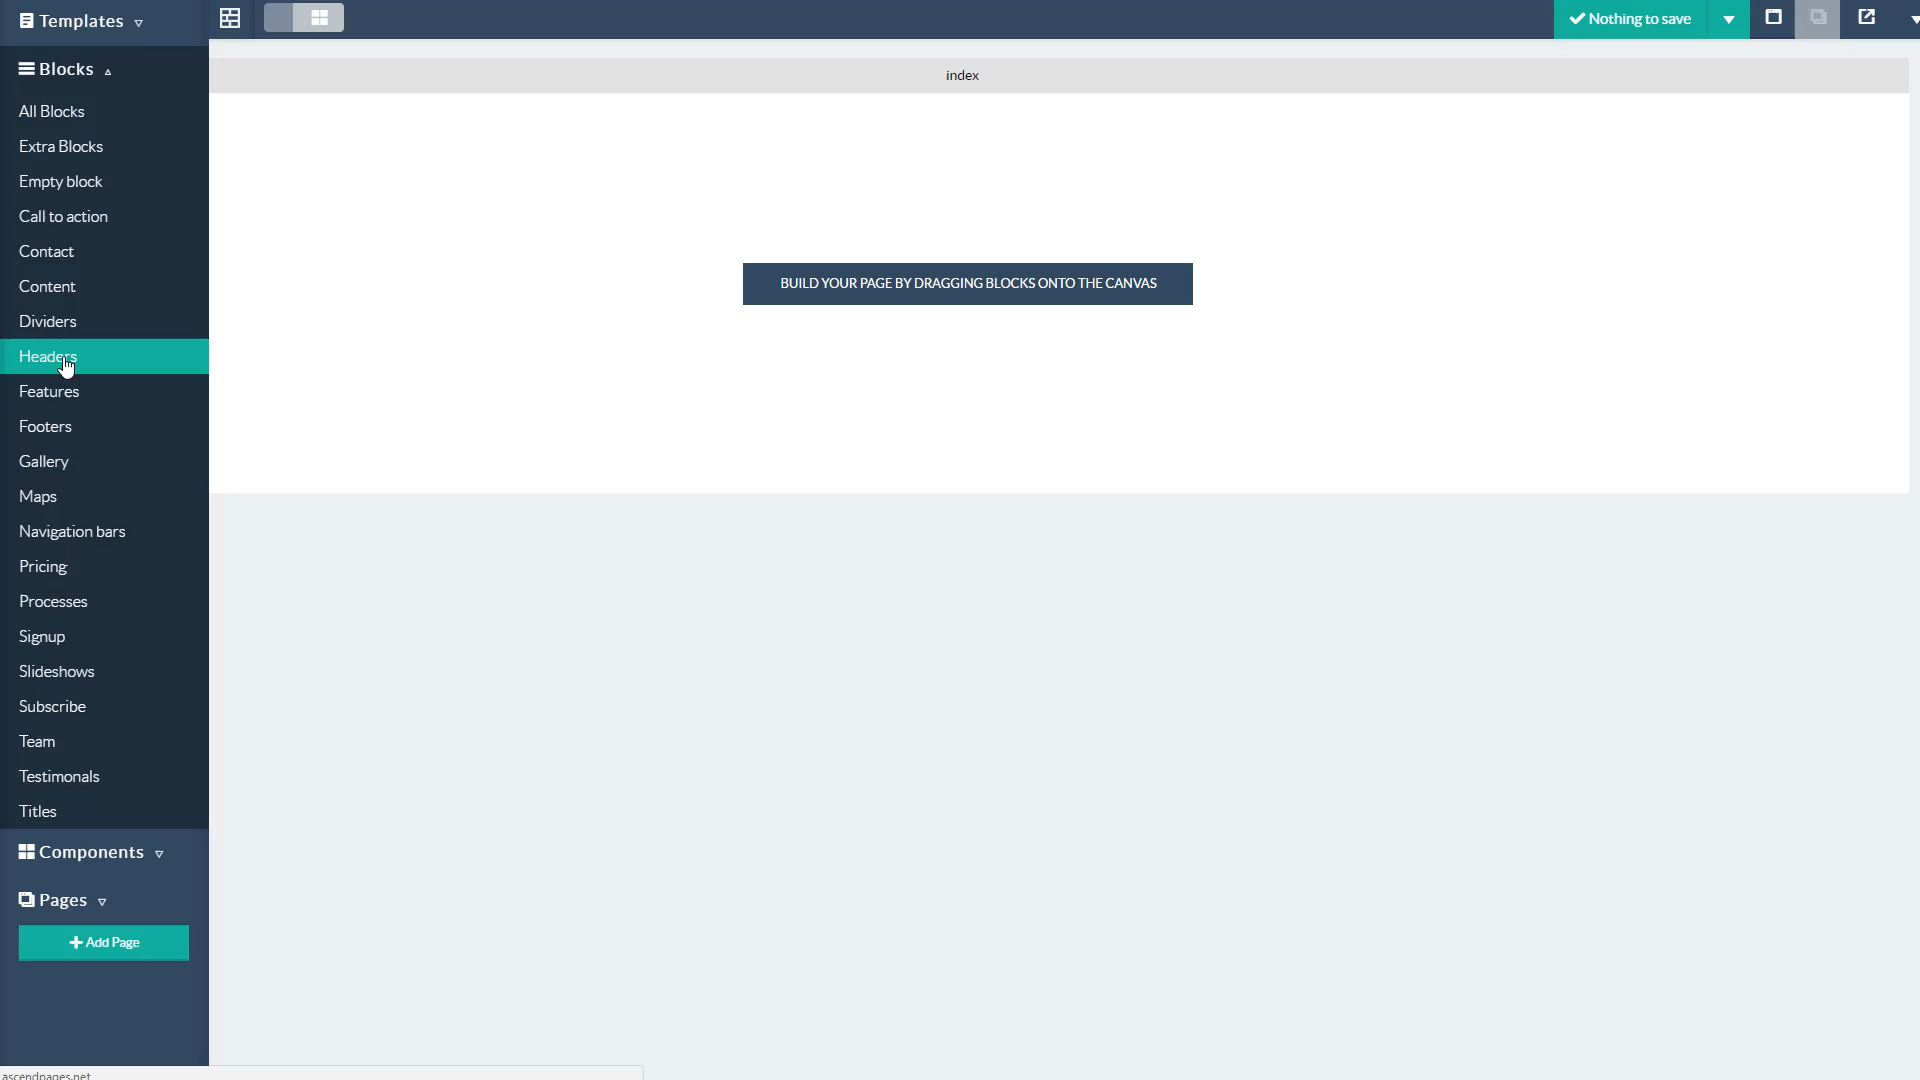 Templates
Nothing to save
Blocks
index
All Blocks
Extra Blocks
Empty block
Call to action
Contact
Content
BUILD YOUR PAGE BY DRAGGING BLOCKS ONTO THE CANVAS
Dividers
Headers
Features
Footers
Gallery
Maps
Navigation bars
Pricing
Processes
Signup
Slideshows
Subscribe
Team
Testimonals
Titles
Components
Pages
Add Page
ascendpages.net